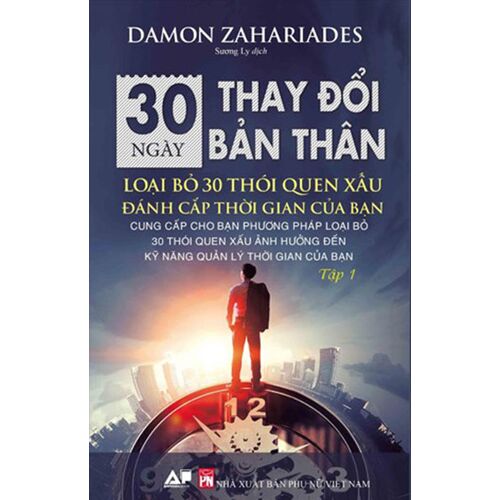 DAMON ZAHARIADES
Sương Ly dịch
30
NGÀY
THAY ĐỔI
BẢN THÂN
LOẠI BỎ 30 THÓI QUEN XẤU
ĐÁNH CẮP THỜI GIAN CỦA BẠN
CUNG CẤP CHO BẠN PHƯƠNG PHÁP LOẠI BỎ
30 THÓI QUEN XẤU ẢNH HƯỞNG ĐẾN
KỸ NĂNG QUẢN LÝ THỜI GIAN CỦA BẠN
Tập 1
12
PN
NHÀ XUẤT BẢN PHỤ NỮ VIỆT NAM